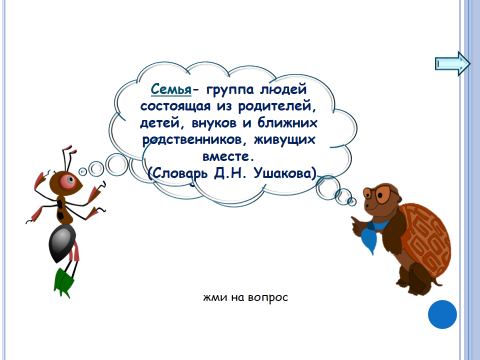 Семья- группа людей
состоящая из родителей,
детей, внуков и ближних
родственников, живущих
вместе.
(Словарь Д.Н. Ушакова)
жми на вопрос